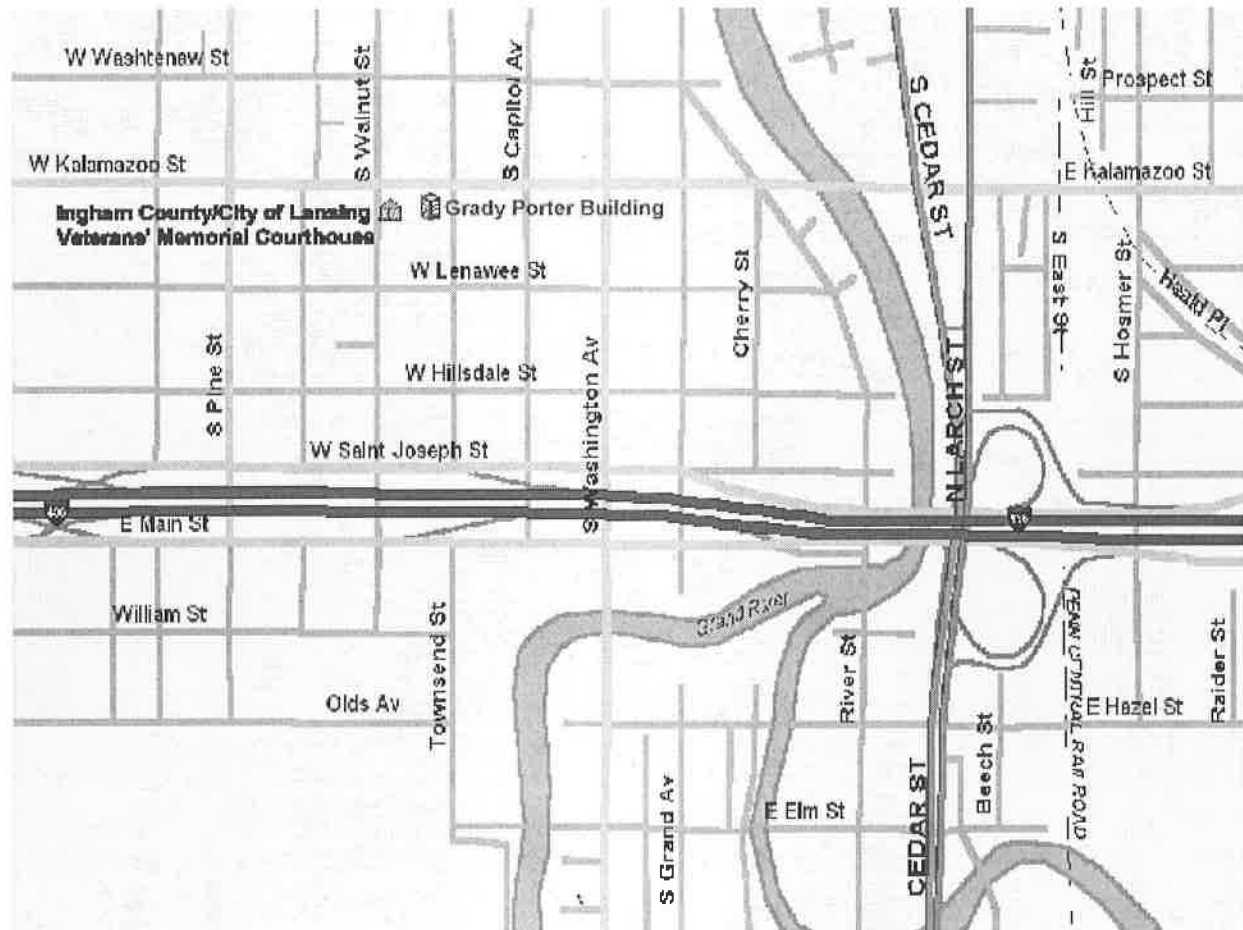 W Washtenaw St
S Walnut St
S Capitol Av
S CEDAR ST
Hill St
Prospect St
W Kalamazoo St
E Kalamazoo St
Ingham County/City of Lansing
Veterans' Memorial Courthouse
Grady Porter Building
W Lenawee St
Cherry St
S East St
S Hosmer St
Heald Pl
S Pine St
W Hillsdale St
S Washington Av
N LARCH ST
W Saint Joseph St
496
E Main St
William St
Townsend St
Grand River
River St
Raider St
Olds Av
E Hazel St
Beech St
S Grand Av
E Elm St
CEDAR ST
RAIL ROAD